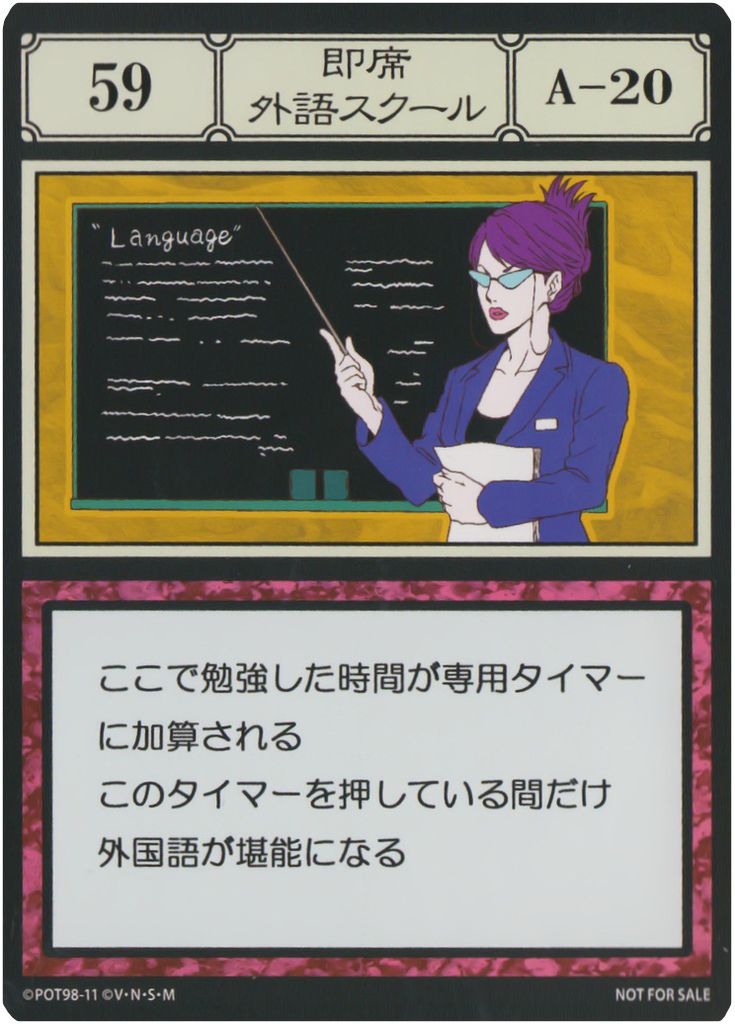 59
即席
外語スクール
A-20
"Language"
ここで勉強した時間が専用タイマー
に加算される
このタイマーを押している間だけ
外国語が堪能になる
©POT98-11 ©V・N・S・M
NOT FOR SALE